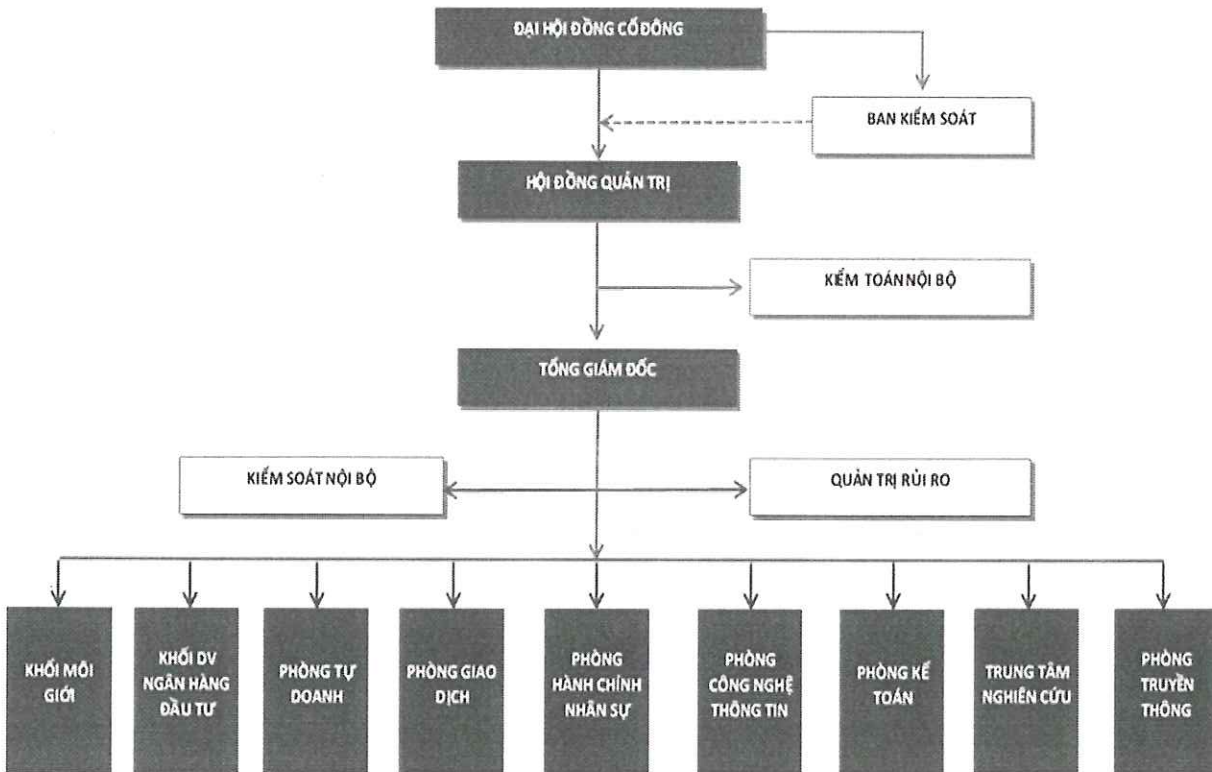 ĐẠI HỘI ĐỒNG CỔ ĐÔNG
BAN KIỂM SOÁT
HỘI ĐỒNG QUẢN TRỊ
KIỂM TOÁN NỘI BỘ
TỔNG GIÁM ĐỐC
KIỂM SOÁT NỘI BỘ
QUẢN TRỊ RỦI RO
KHỐI MÔI
GIỚI
KHỐI DV
NGÂN HÀNG
ĐẦU TƯ
PHÒNG TỰ
DOANH
PHÒNG GIAO
DỊCH
PHÒNG
HÀNH CHÍNH
NHÂN SỰ
PHÒNG
CÔNG NGHỆ
THÔNG TIN
PHÒNG KẾ
TOÁN
TRUNG TÂM
NGHIÊN CỨU
PHÒNG
TRUYỀN
THÔNG